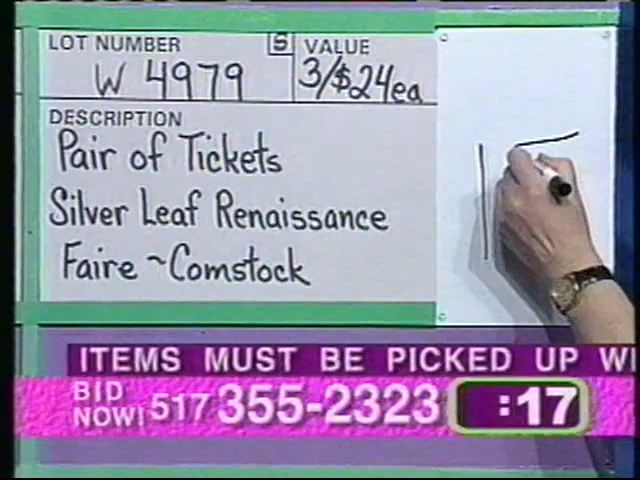 LOT NUMBER S VALUE
W 4979 3/$24ea
DESCRIPTION
Pair of Tickets
Silver Leaf Renaissance
Faire ~Comstock
ITEMS MUST BE PICKED UP WI
BID NOW! 517 355-2323 :17